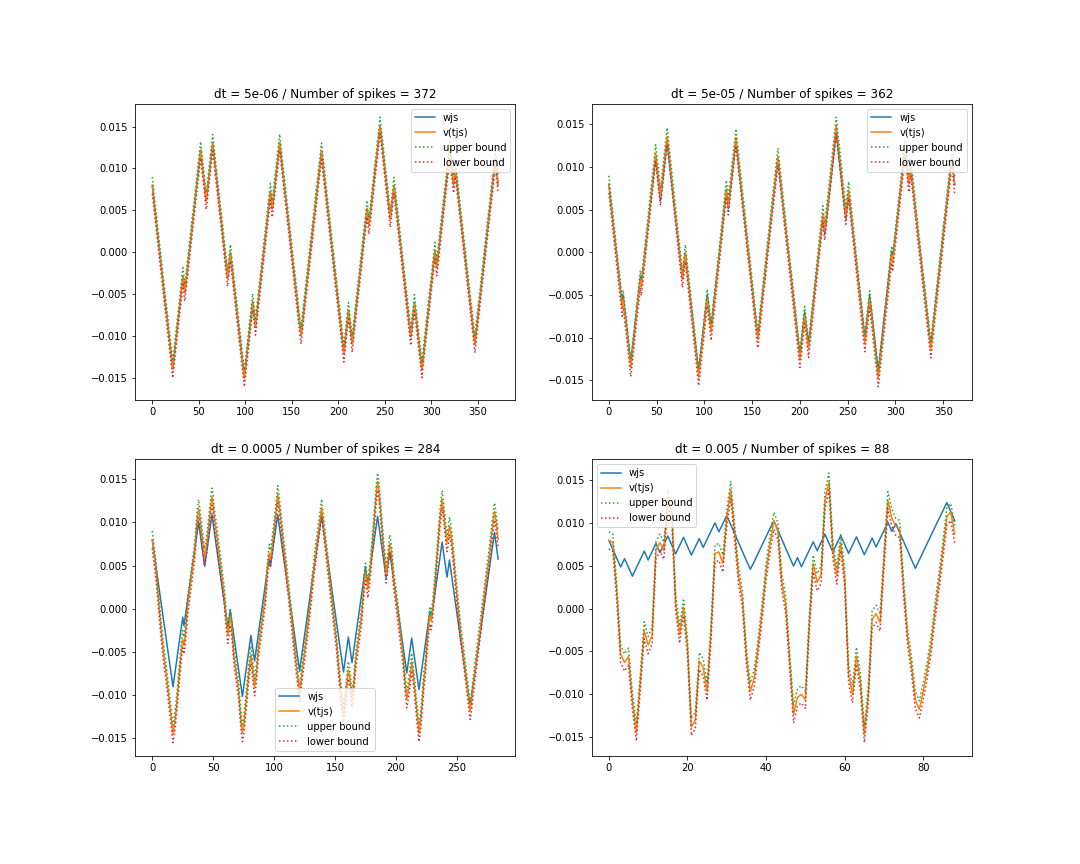 dt = 5e-06 / Number of spikes = 372
wjs
v(tjs)
upper bound
lower bound
0.015
0.010
0.005
0.000
−0.005
−0.010
−0.015
0 50 100 150 200 250 300 350
dt = 5e-05 / Number of spikes = 362
wjs
v(tjs)
upper bound
lower bound
0.015
0.010
0.005
0.000
−0.005
−0.010
−0.015
0 50 100 150 200 250 300 350
dt = 0.0005 / Number of spikes = 284
0.015
0.010
0.005
0.000
−0.005
−0.010
−0.015
wjs
v(tjs)
upper bound
lower bound
0 50 100 150 200 250
dt = 0.005 / Number of spikes = 88
wjs
v(tjs)
upper bound
lower bound
0.015
0.010
0.005
0.000
−0.005
−0.010
−0.015
0 20 40 60 80